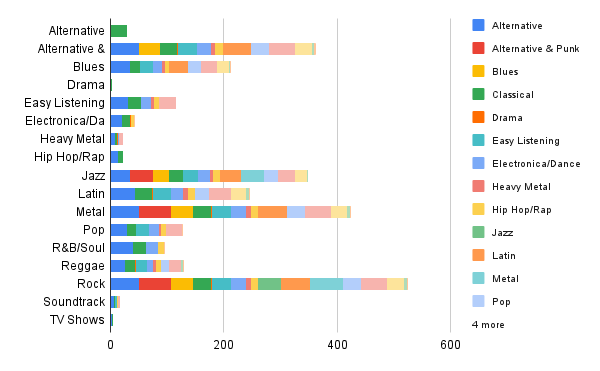 Alternative
Alternative &
Blues
Drama
Easy Listening
Electronica/Da
Heavy Metal
Hip Hop/Rap
Jazz
Latin
Metal
Pop
R&B/Soul
Reggae
Rock
Soundtrack
TV Shows
0
200
400
600
Alternative
Alternative & Punk
Blues
Classical
Drama
Easy Listening
Electronica/Dance
Heavy Metal
Hip Hop/Rap
Jazz
Latin
Metal
Pop
4 more